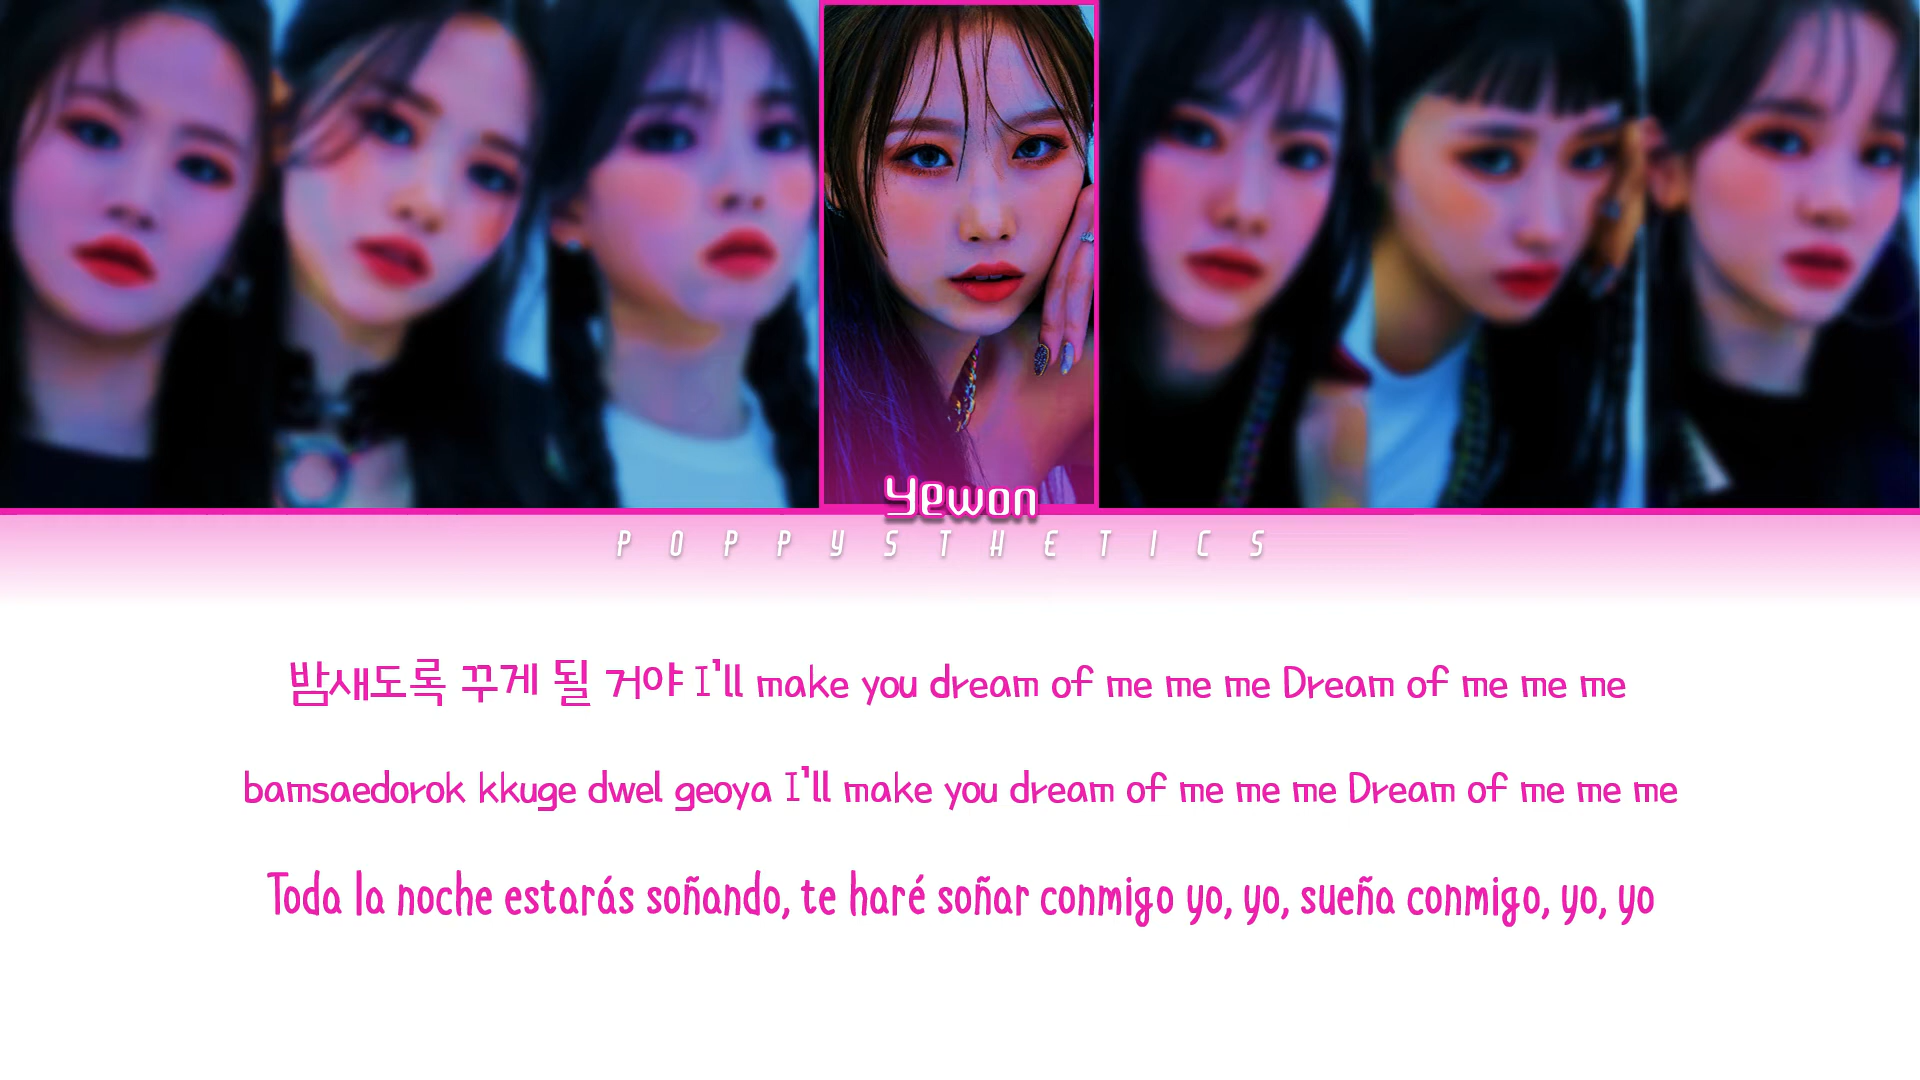 Yewon
POPPYSTHETICS
밤새도록 꾸게 될 거야 I'll make you dream of me me me Dream of me me me
bamsaedorok kkuge dwel geoya I'll make you dream of me me me Dream of me me me
Toda la noche estarás soñando, te haré soñar conmigo yo, yo, sueña conmigo, yo, yo